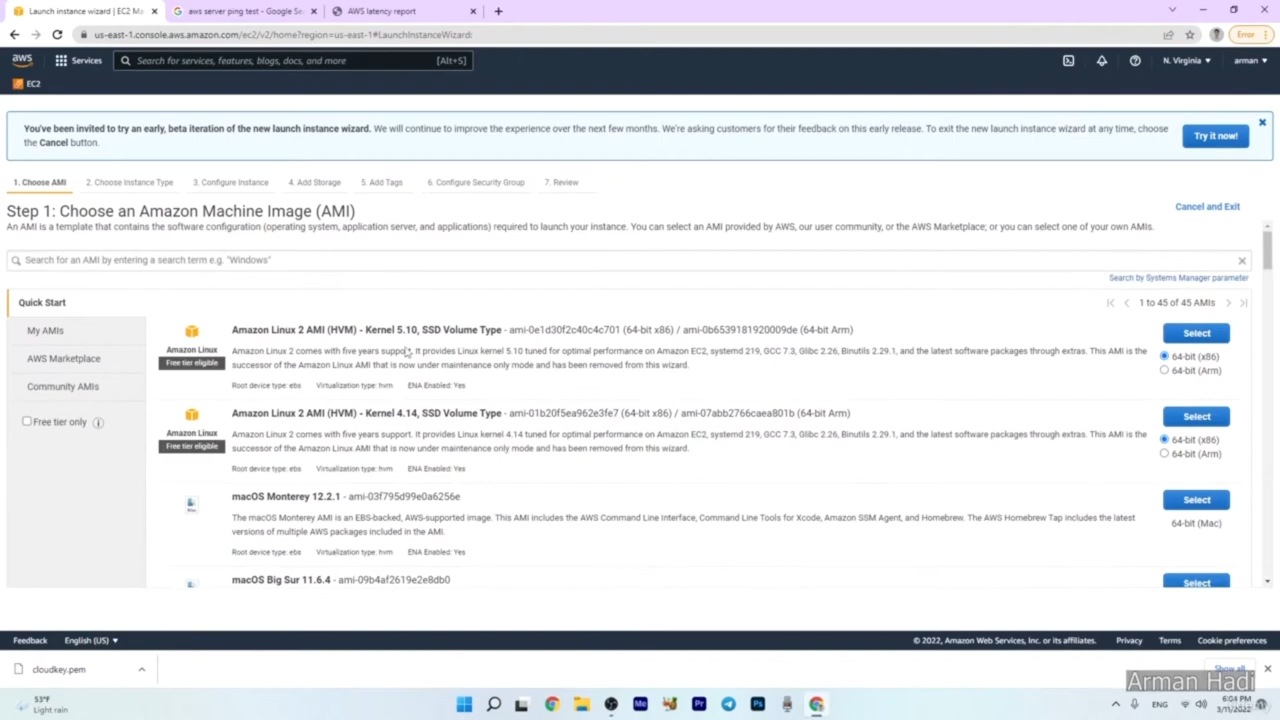 Launch instance wizard | EC2 Ma
aws server ping test - Google Se
AWS latency report
us-east-1.console.aws.amazon.com/ec2/v2/home?region=us-east-1#LaunchInstanceWizard:
Error
aws
Services
Search for services, features, blogs, docs, and more
[Alt+S]
N. Virginia
arman
EC2
You've been invited to try an early, beta iteration of the new launch instance wizard. We will continue to improve the experience over the next few months. We're asking customers for their feedback on this early release. To exit the new launch instance wizard at any time, choose
the Cancel button.
Try it now!
1. Choose AMI
2. Choose Instance Type
3. Configure Instance
4. Add Storage
5. Add Tags
6. Configure Security Group
7. Review
Step 1: Choose an Amazon Machine Image (AMI)
Cancel and Exit
An AMI is a template that contains the software configuration (operating system, application server, and applications) required to launch your instance. You can select an AMI provided by AWS, our user community, or the AWS Marketplace; or you can select one of your own AMIs.
Search for an AMI by entering a search term e.g. "Windows"
Search by Systems Manager parameter
Quick Start
My AMIs
AWS Marketplace
Community AMIs
Free tier only
1 to 45 of 45 AMIs
Amazon Linux
Free tier eligible
Amazon Linux 2 AMI (HVM) - Kernel 5.10, SSD Volume Type - ami-0e1d30f2c40c4c701 (64-bit x86) / ami-0b6539181920009de (64-bit Arm)
Amazon Linux 2 comes with five years support. It provides Linux kernel 5.10 tuned for optimal performance on Amazon EC2, systemd 219, GCC 7.3, Glibc 2.26, Binutils 2.29.1, and the latest software packages through extras. This AMI is the
successor of the Amazon Linux AMI that is now under maintenance only mode and has been removed from this wizard.
Root device type: ebs Virtualization type: hvm ENA Enabled: Yes
Select
64-bit (x86)
64-bit (Arm)
Amazon Linux
Free tier eligible
Amazon Linux 2 AMI (HVM) - Kernel 4.14, SSD Volume Type - ami-01b20f5ea962e3fe7 (64-bit x86) / ami-07abb2766caea801b (64-bit Arm)
Amazon Linux 2 comes with five years support. It provides Linux kernel 4.14 tuned for optimal performance on Amazon EC2, systemd 219, GCC 7.3, Glibc 2.26, Binutils 2.29.1, and the latest software packages through extras. This AMI is the
successor of the Amazon Linux AMI that is now under maintenance only mode and has been removed from this wizard.
Root device type: ebs Virtualization type: hvm ENA Enabled: Yes
Select
64-bit (x86)
64-bit (Arm)
macOS Monterey 12.2.1 - ami-03f795d99e0a6256e
The macOS Monterey AMI is an EBS-backed, AWS-supported image. This AMI includes the AWS Command Line Interface, Command Line Tools for Xcode, Amazon SSM Agent, and Homebrew. The AWS Homebrew Tap includes the latest
versions of multiple AWS packages included in the AMI.
Root device type: ebs Virtualization type: hvm ENA Enabled: Yes
Select
64-bit (Mac)
macOS Big Sur 11.6.4 - ami-09b4af2619e2e8db0
Select
Feedback
English (US)
© 2022, Amazon Web Services, Inc. or its affiliates.
Privacy
Terms
Cookie preferences
cloudkey.pem
Show all
Arman Hadi
53°F
Light rain
ENG
6:04 PM
3/11/2022